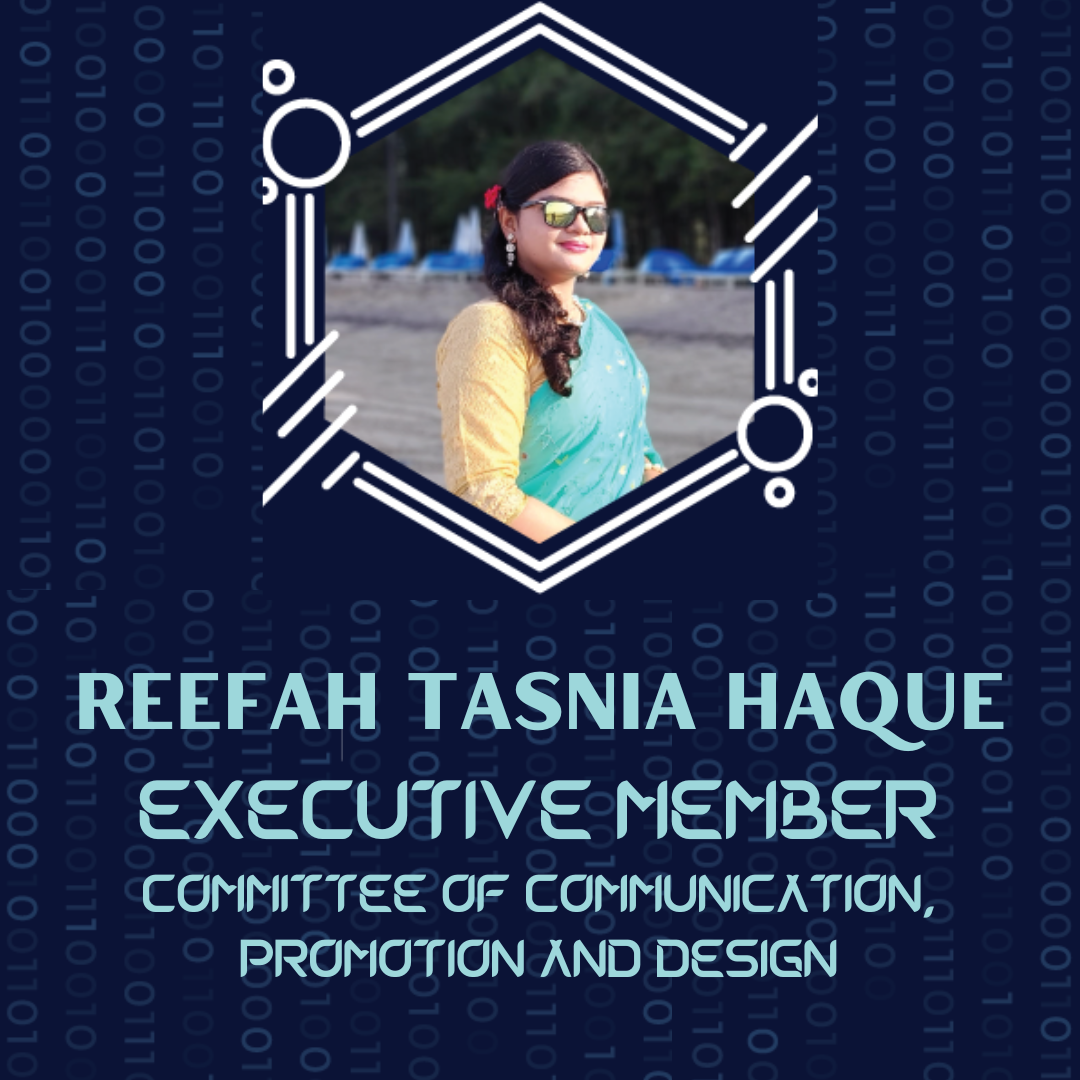 REEFAH TASNIA HAQUE
EXECUTIVE MEMBER
COMMITTEE OF COMMUNICATION,
PROMOTION AND DESIGN